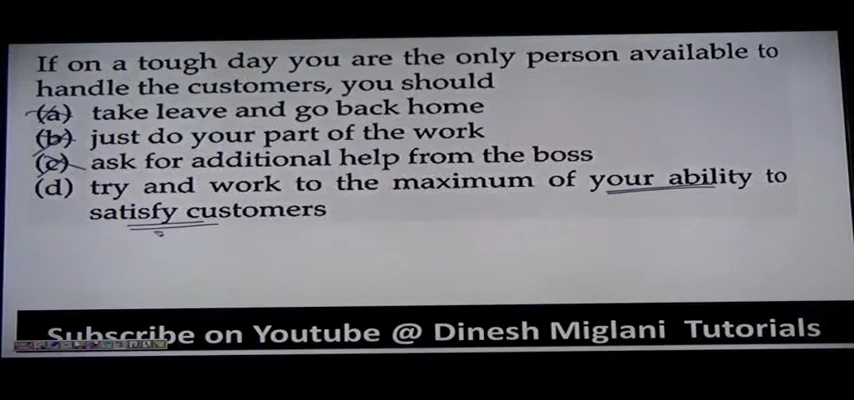 If on a tough day you are the only person available to
handle the customers, you should
(a) take leave and go back home
(b) just do your part of the work
(c) ask for additional help from the boss
(d) try and work to the maximum of your ability to
satisfy customers
Subscribe on Youtube @ Dinesh Miglani Tutorials